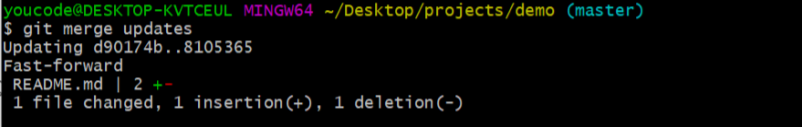 youcode@DESKTOP-KVTCEUL MINGW64 ~/Desktop/projects/demo (master)
$ git merge updates
Updating d90174b..8105365
Fast-forward
 README.md | 2 +-
 1 file changed, 1 insertion(+), 1 deletion(-)